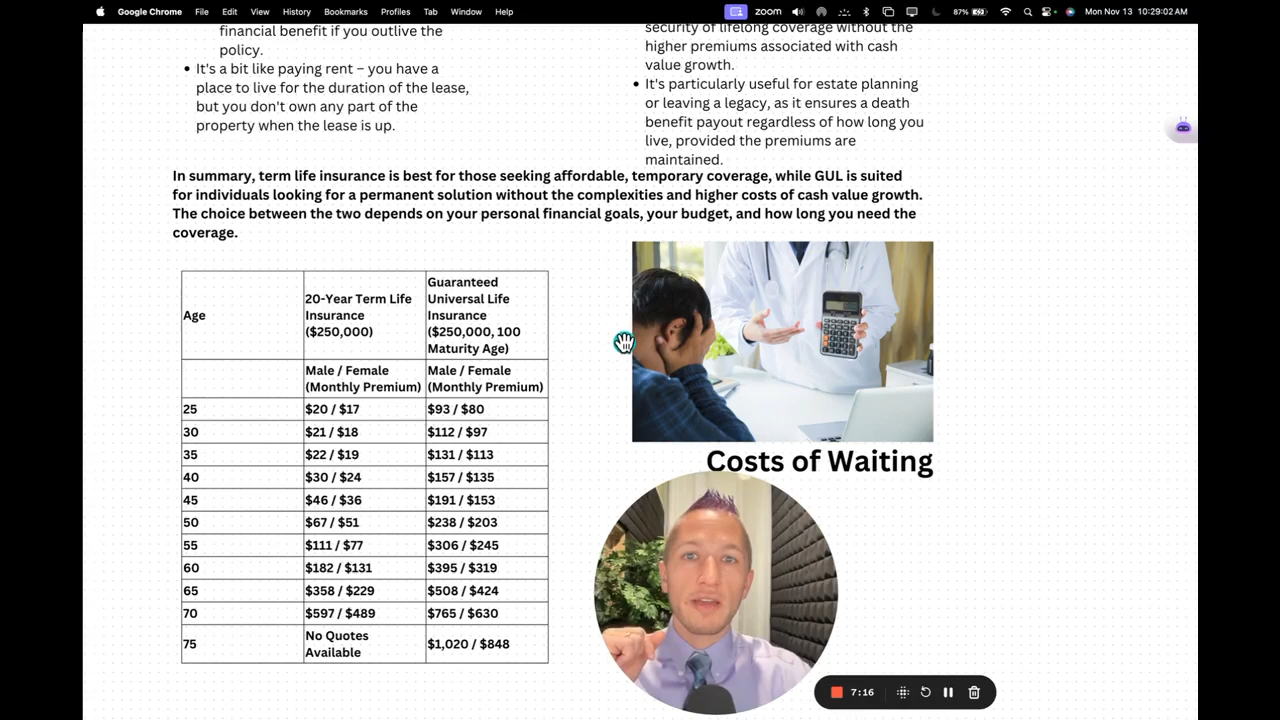 Google Chrome File Edit View History Bookmarks Profiles Tab Window Help zoom 87% Mon Nov 13 10:29:02 AM
financial benefit if you outlive the
policy.
It's a bit like paying rent – you have a
place to live for the duration of the lease,
but you don't own any part of the
property when the lease is up.
security of lifelong coverage without the
higher premiums associated with cash
value growth.
It's particularly useful for estate planning
or leaving a legacy, as it ensures a death
benefit payout regardless of how long you
live, provided the premiums are
maintained.
In summary, term life insurance is best for those seeking affordable, temporary coverage, while GUL is suited
for individuals looking for a permanent solution without the complexities and higher costs of cash value growth.
The choice between the two depends on your personal financial goals, your budget, and how long you need the
coverage.
Age
20-Year Term Life
Insurance
($250,000)
Guaranteed
Universal Life
Insurance
($250,000, 100
Maturity Age)
Male / Female
(Monthly Premium)
Male / Female
(Monthly Premium)
25 $20 / $17 $93 / $80
30 $21 / $18 $112 / $97
35 $22 / $19 $131 / $113
40 $30 / $24 $157 / $135
45 $46 / $36 $191 / $153
50 $67 / $51 $238 / $203
55 $111 / $77 $306 / $245
60 $182 / $131 $395 / $319
65 $358 / $229 $508 / $424
70 $597 / $489 $765 / $630
75 No Quotes
Available $1,020 / $848
Costs of Waiting
7:16